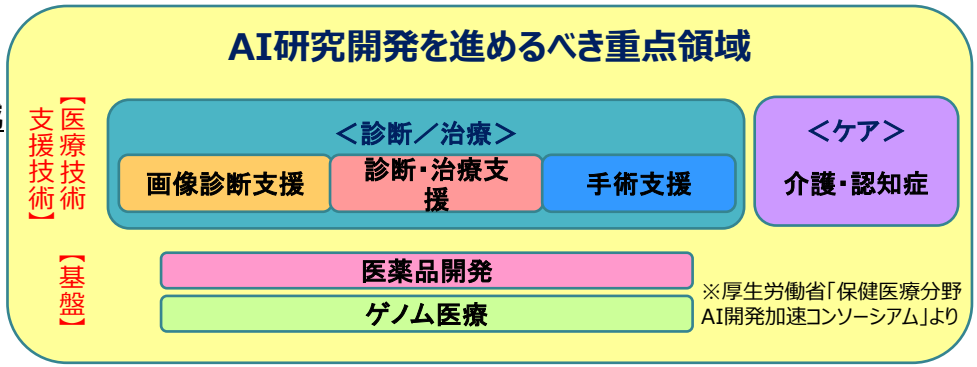 AI研究開発を進めるべき重点領域
【医療技術
支援技術】
＜診断／治療＞
画像診断支援
診断・治療支
援
手術支援
＜ケア＞
介護・認知症
【基盤】
医薬品開発
ゲノム医療
※厚生労働省「保健医療分野
AI開発加速コンソーシアム」より